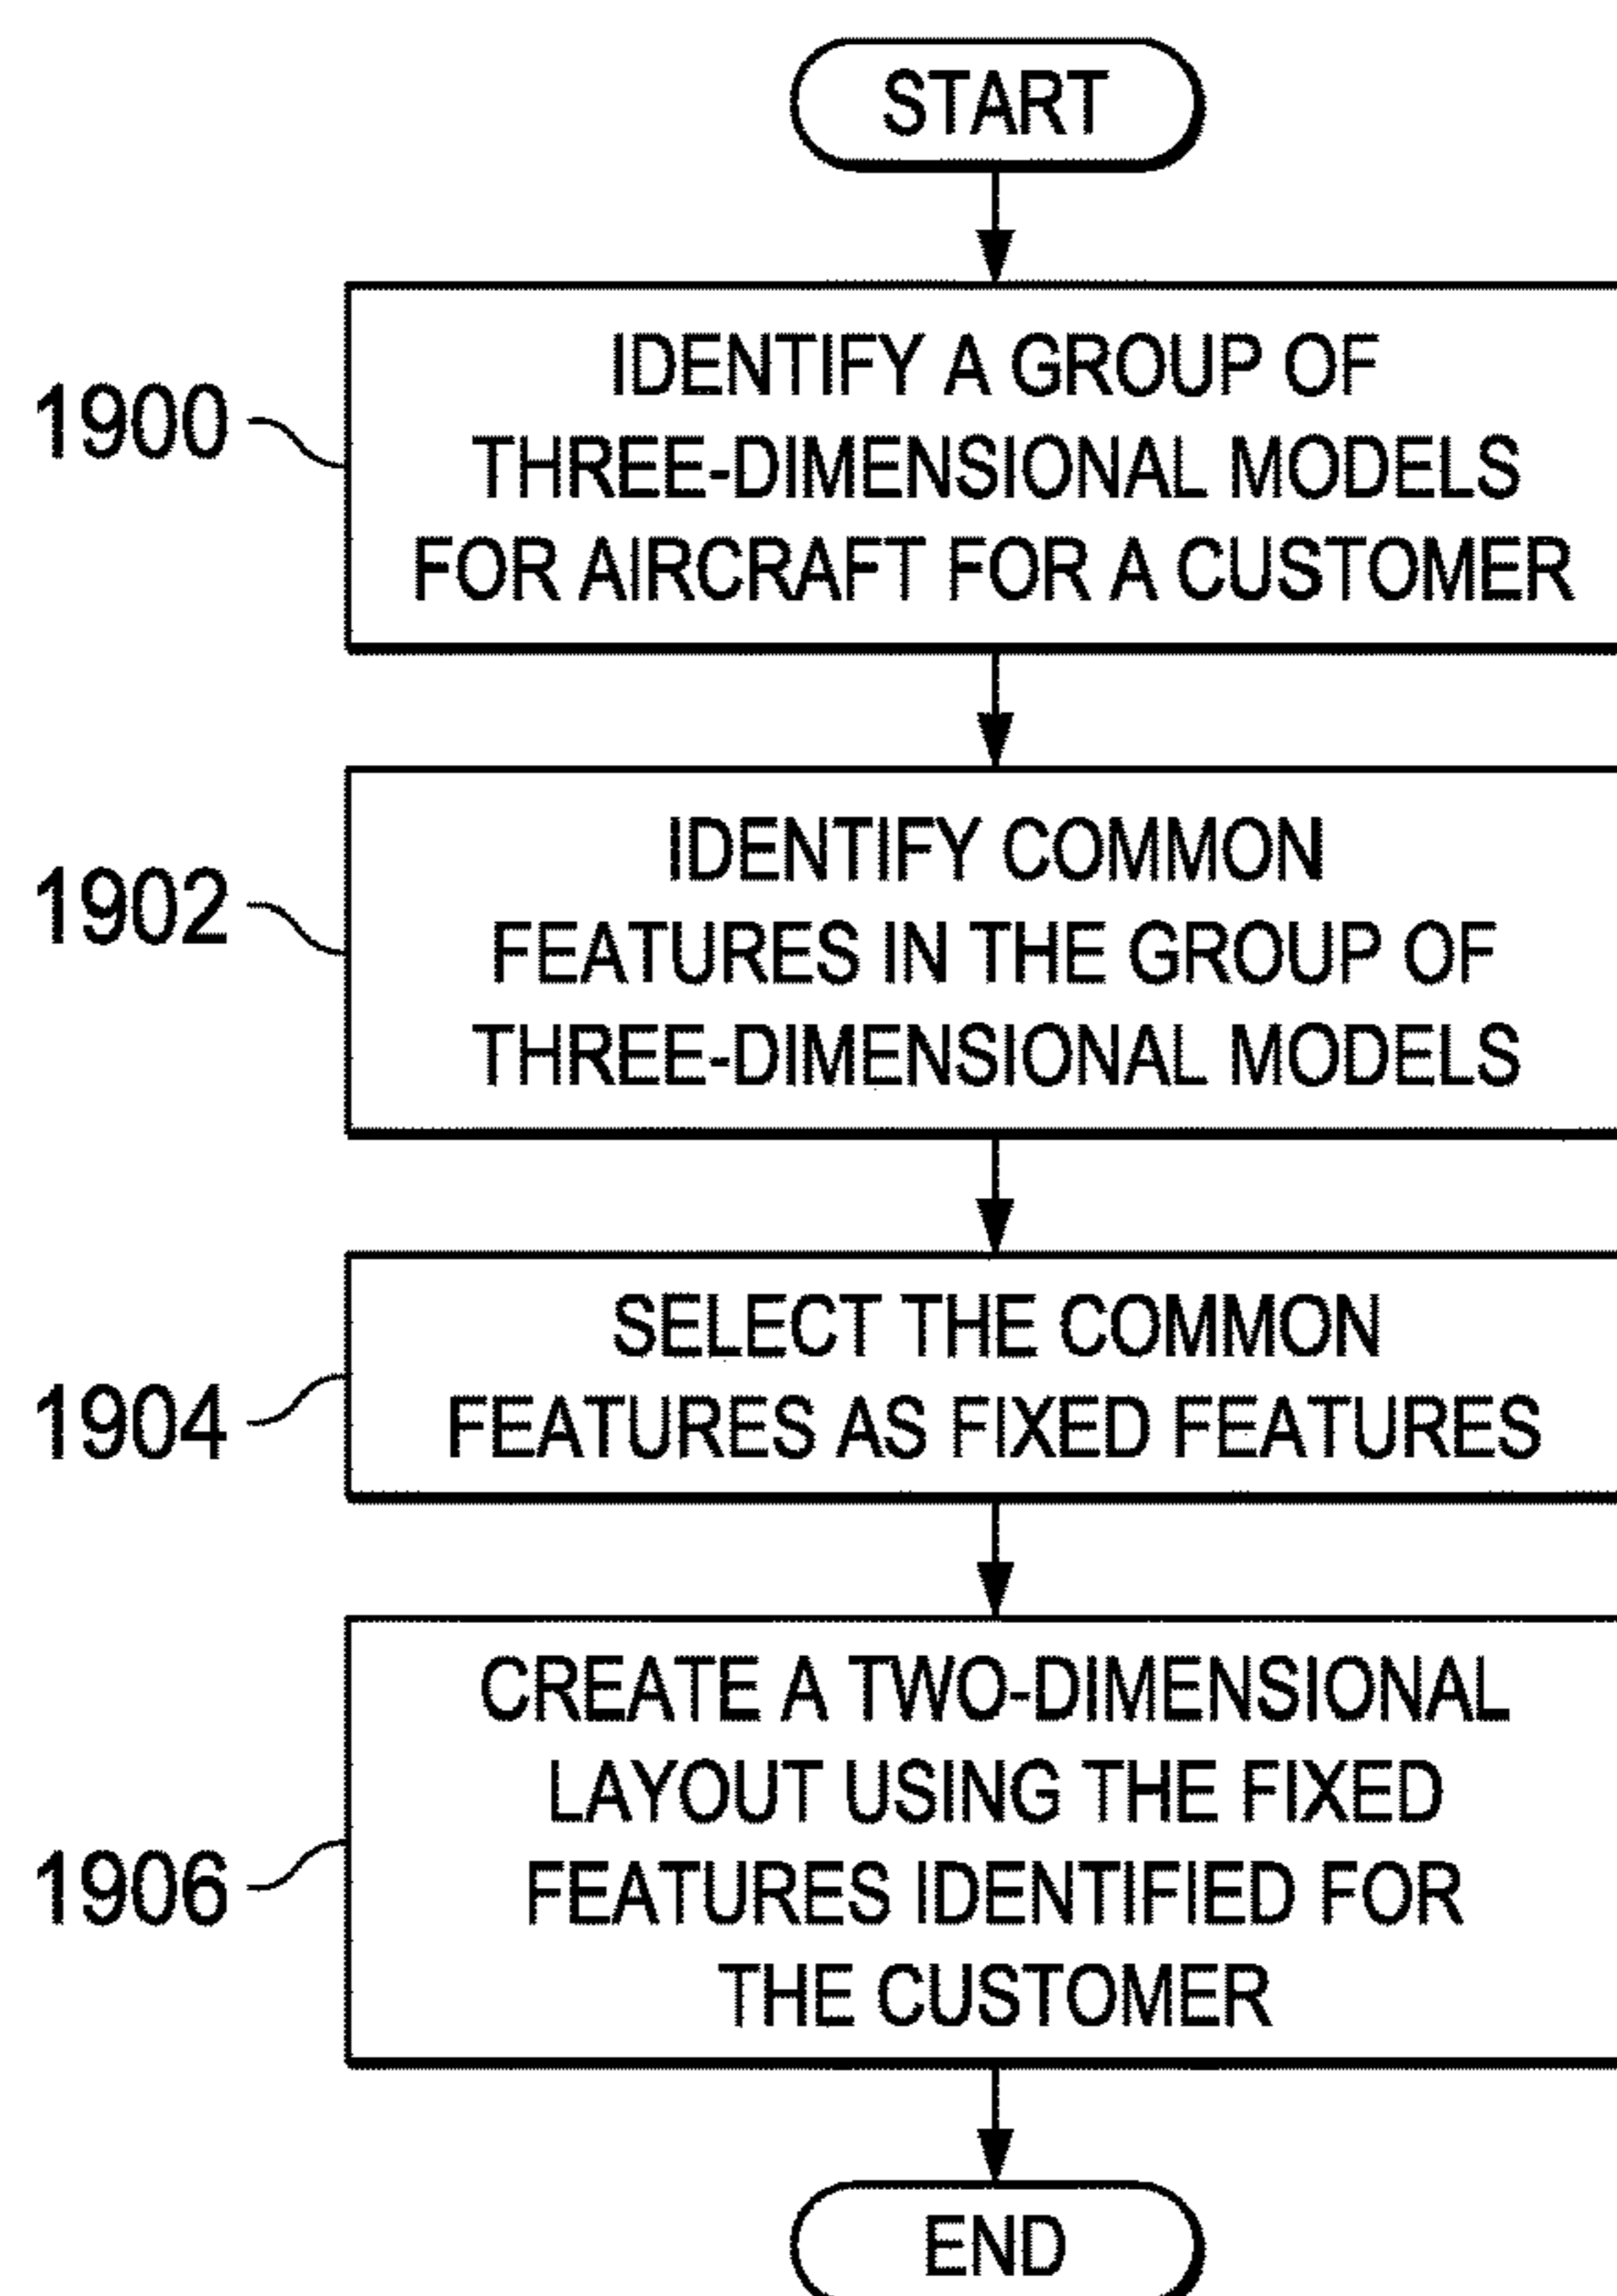 START
1900
IDENTIFY A GROUP OF
THREE-DIMENSIONAL MODELS
FOR AIRCRAFT FOR A CUSTOMER
1902
IDENTIFY COMMON
FEATURES IN THE GROUP OF
THREE-DIMENSIONAL MODELS
1904
SELECT THE COMMON
FEATURES AS FIXED FEATURES
1906
CREATE A TWO-DIMENSIONAL
LAYOUT USING THE FIXED
FEATURES IDENTIFIED FOR
THE CUSTOMER
END